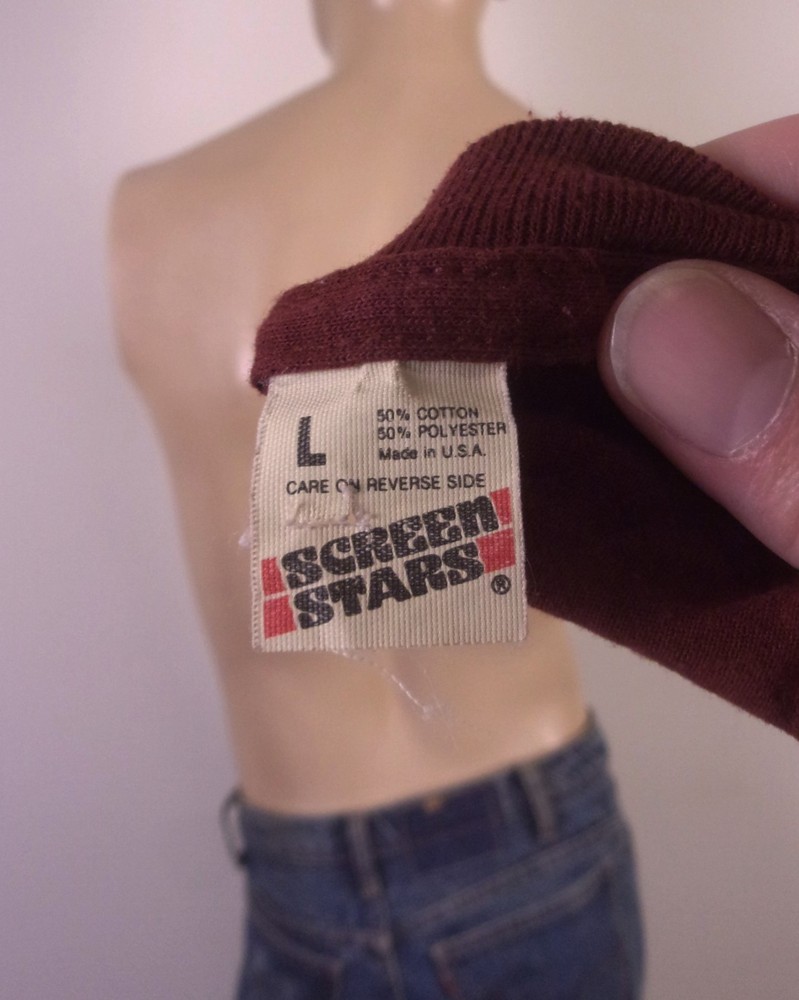 L
50% COTTON
50% POLYESTER
Made in U.S.A.
CARE ON REVERSE SIDE
SCREEN
STARS®